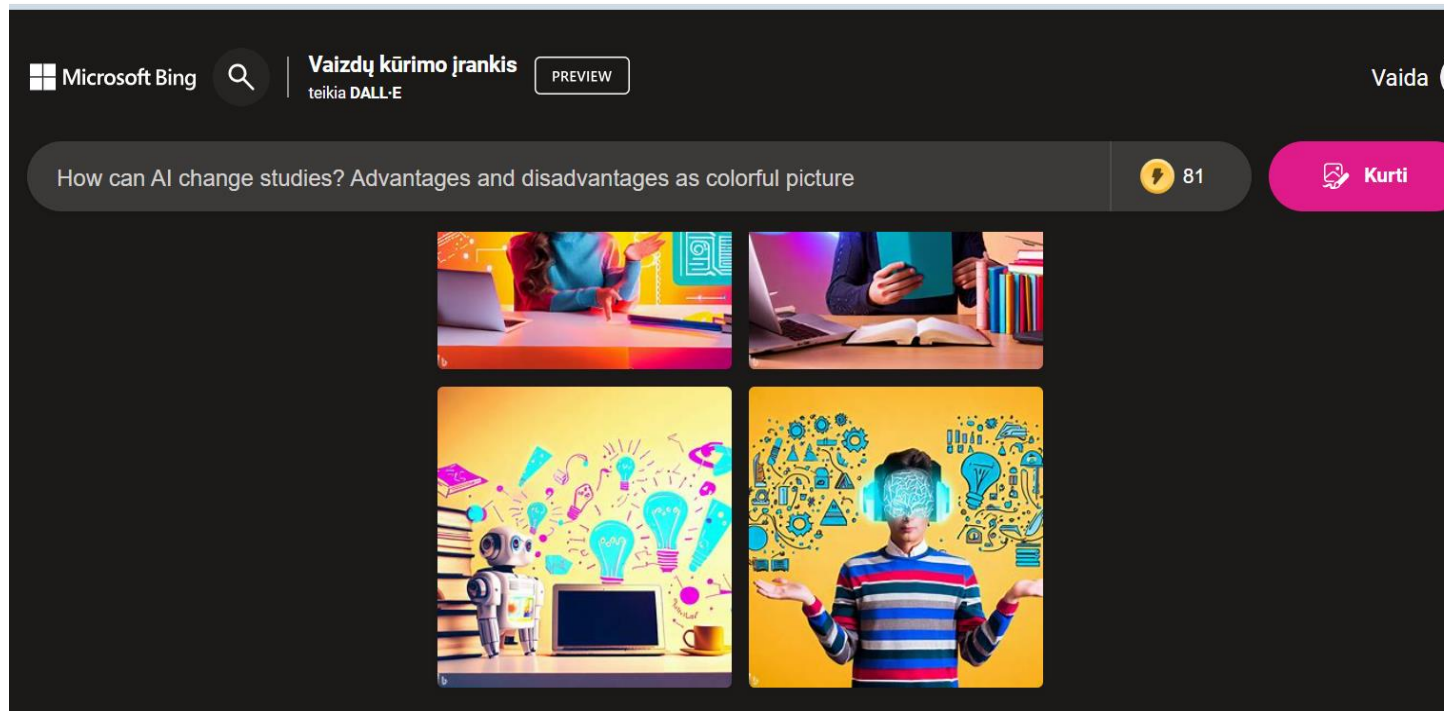 Microsoft Bing
Vaizdų kūrimo įrankis
teikia DALL·E
PREVIEW
Vaida
How can AI change studies? Advantages and disadvantages as colorful picture
81
Kurti